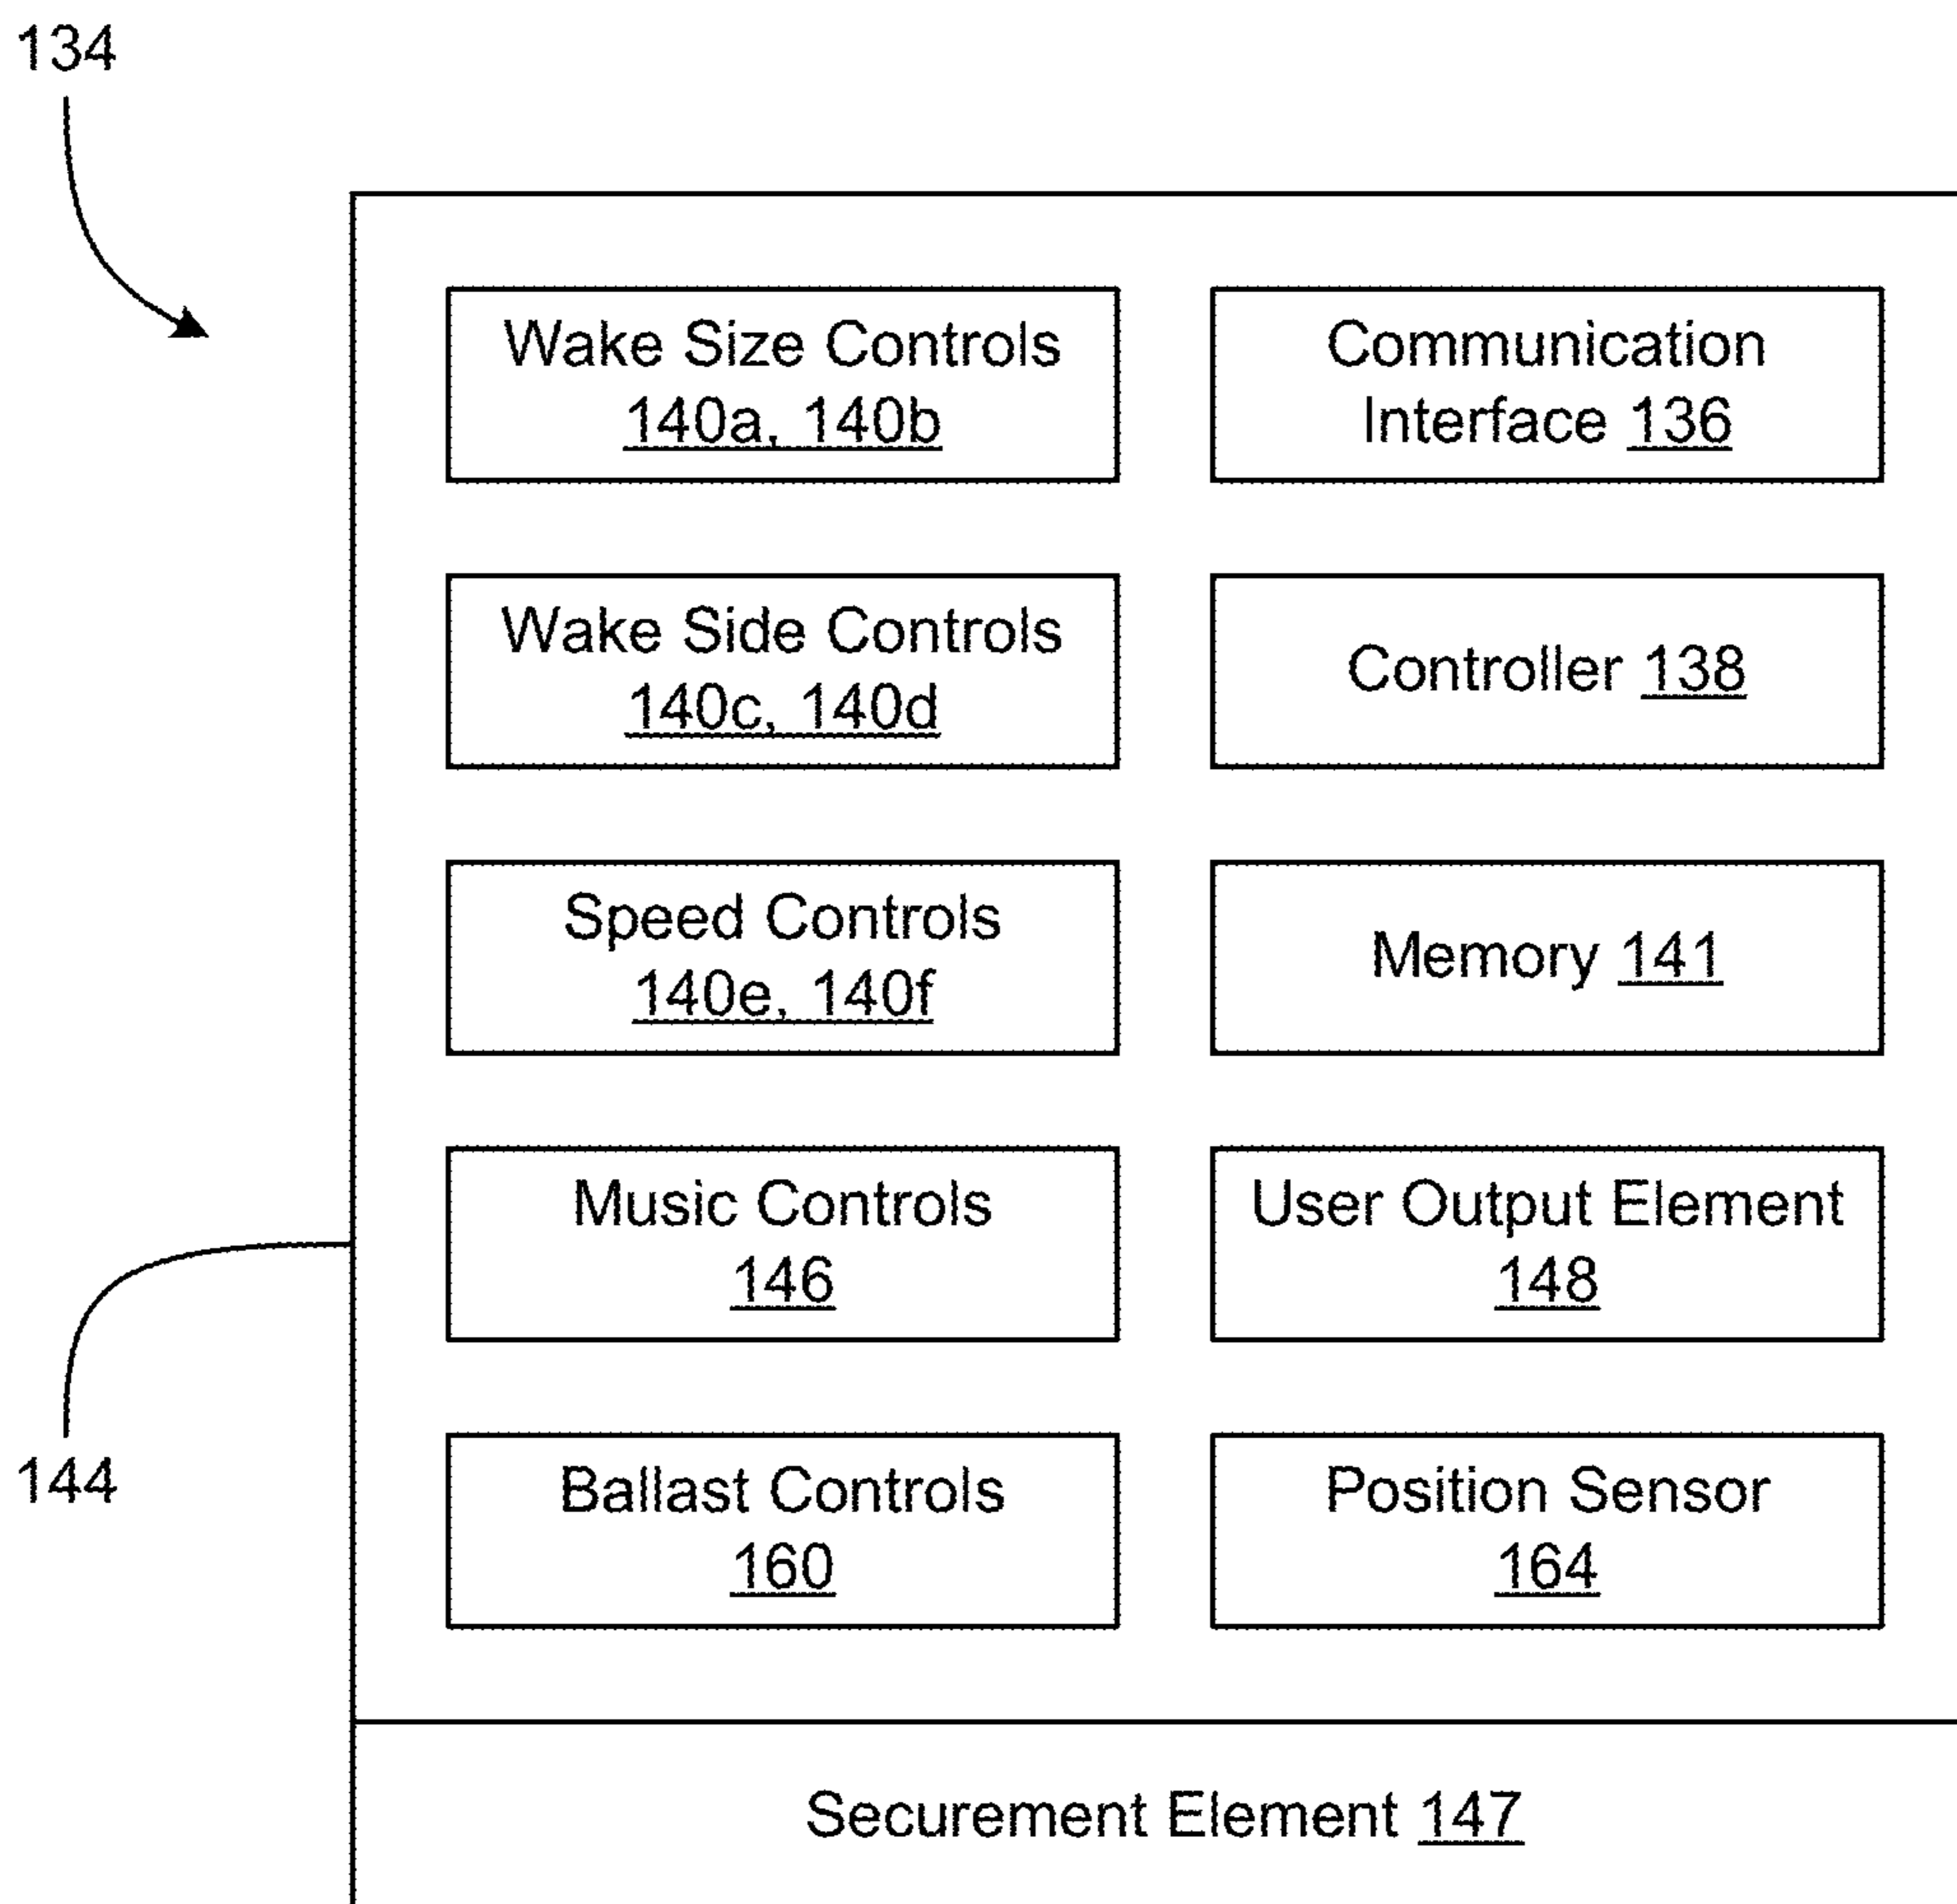 134
Wake Size Controls
140a, 140b
Communication
Interface 136
Wake Side Controls
140c, 140d
Controller 138
Speed Controls
140e, 140f
Memory 141
Music Controls
146
User Output Element
148
144
Ballast Controls
160
Position Sensor
164
Securement Element 147